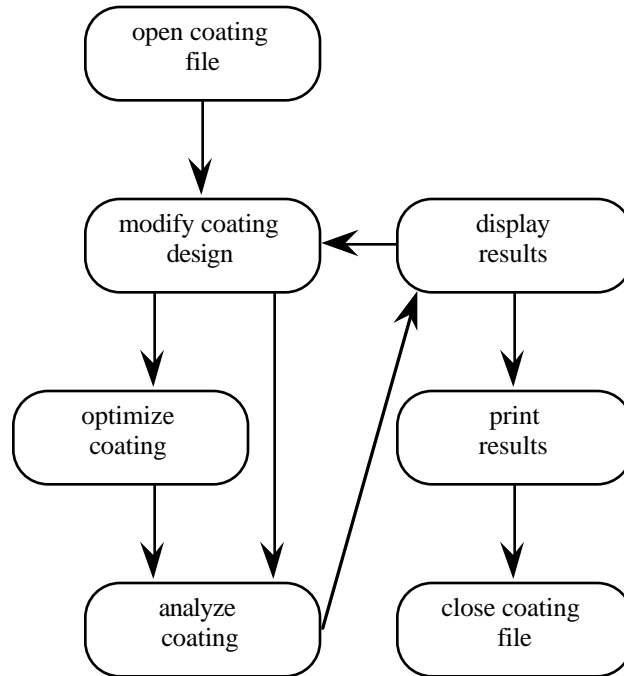 open coating
file
modify coating
design
display
results
optimize
coating
print
results
analyze
coating
close coating
file